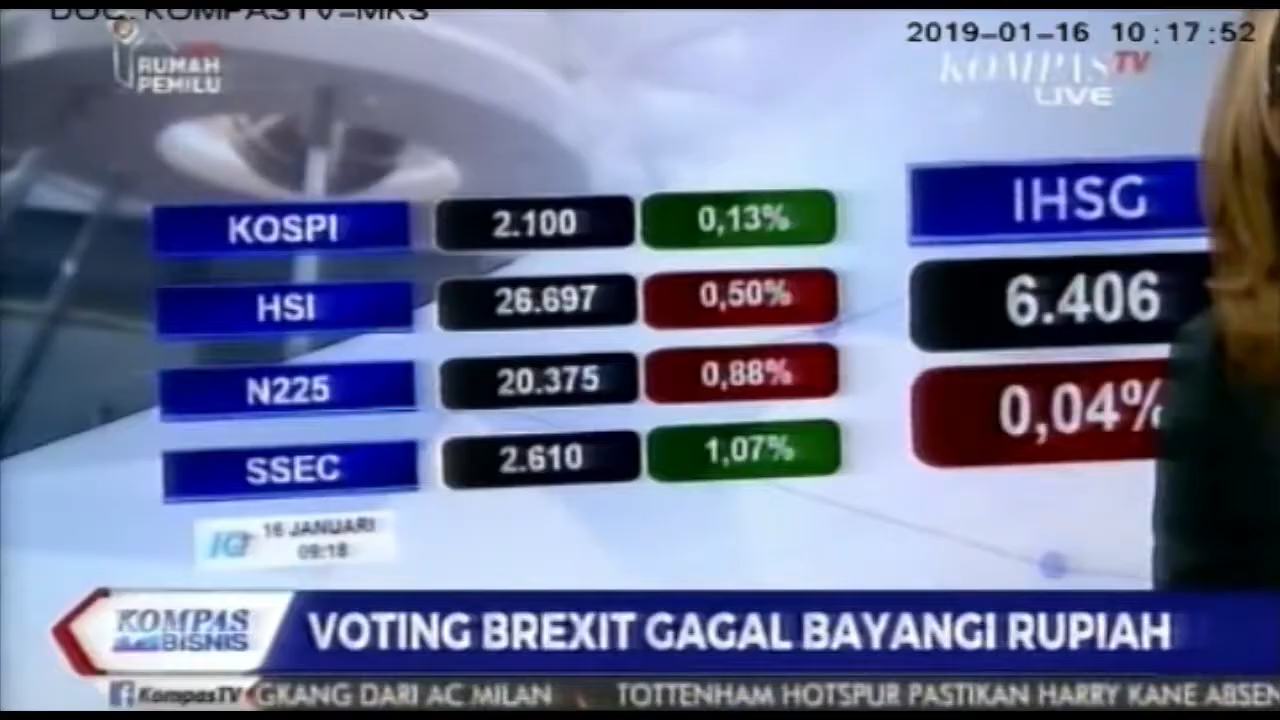 DOC. KOMPASTV-MKS
2019-01-16 10:17:52
RUMAH
PEMILU
KOMPAS TV
LIVE
KOSPI 2.100 0,13%
HSI 26.697 0,50%
N225 20.375 0,88%
SSEC 2.610 1,07%
IHSG
6.406
0,04%
16 JANUARI
09:18
KOMPAS
BISNIS
VOTING BREXIT GAGAL BAYANGI RUPIAH
KompasTV GKANG DARI AC MILAN TOTTENHAM HOTSPUR PASTIKAN HARRY KANE ABSEN